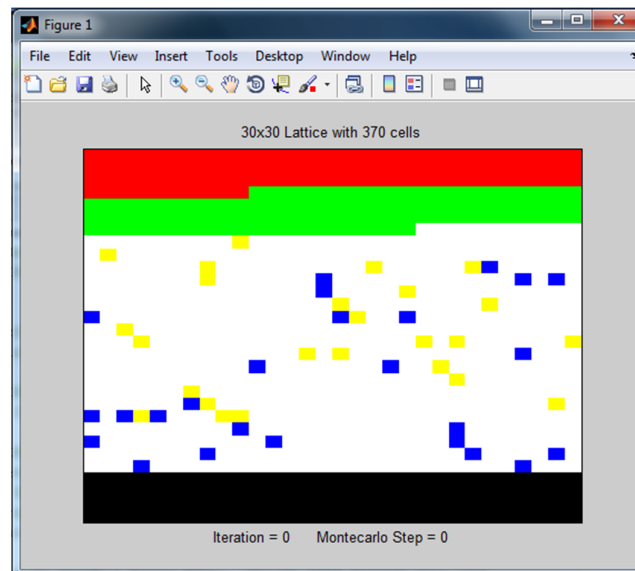 Figure 1
File Edit View Insert Tools Desktop Window Help
30x30 Lattice with 370 cells
Iteration = 0 Montecarlo Step = 0